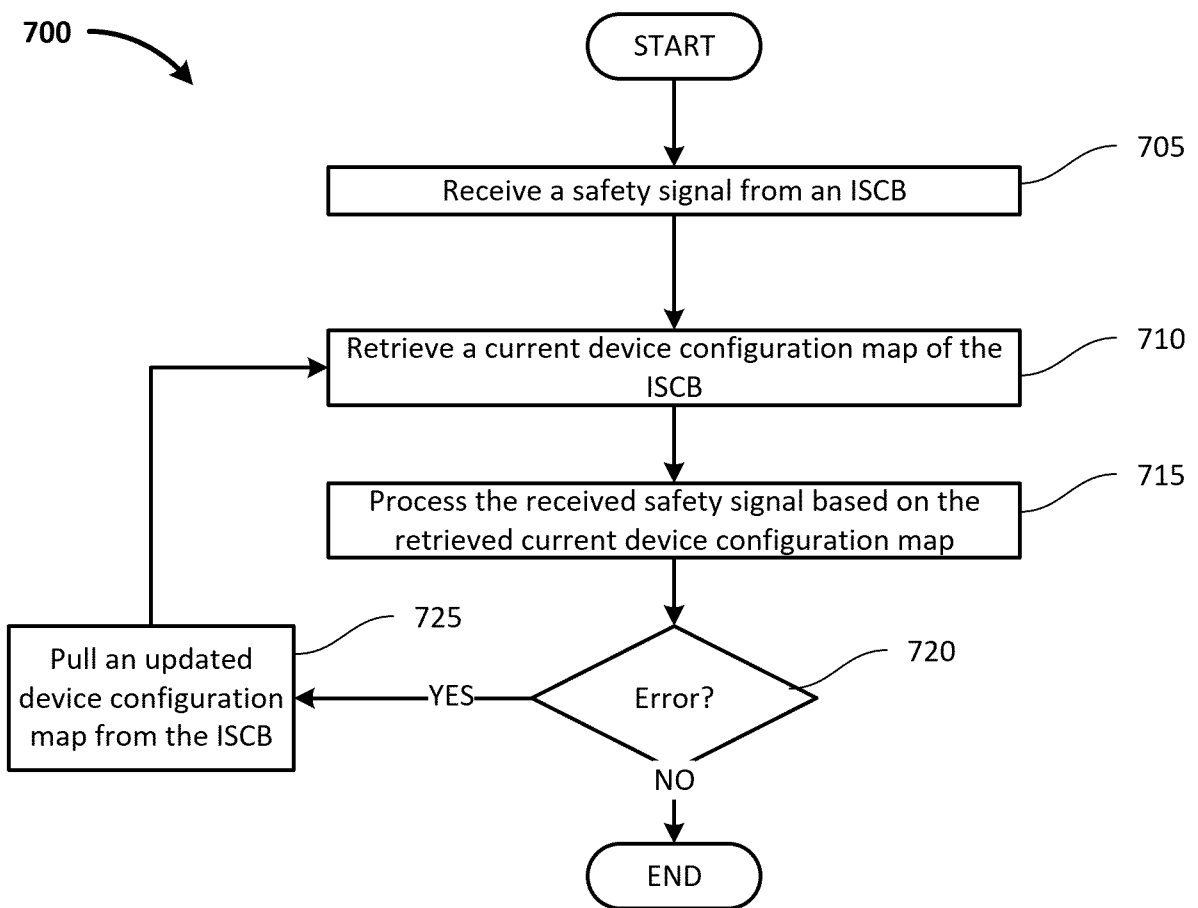 700
START
705
Receive a safety signal from an ISCB
710
Retrieve a current device configuration map of the
ISCB
715
Process the received safety signal based on the
retrieved current device configuration map
725
Pull an updated
device configuration
map from the ISCB
YES
720
Error?
NO
END